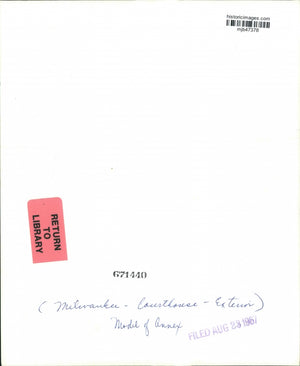 historicimages.com
mjb47378
RETURN
TO
LIBRARY
671440
(Milwaukee - Courthouse - Exterior)
Model of Annex
FILED AUG 23 1967